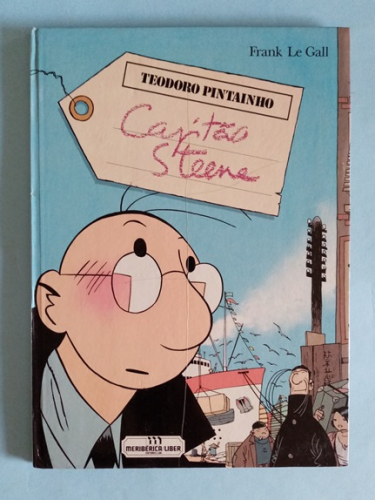 Frank Le Gall
TEODORO PINTAINHO
Capitão
Steene
MERIBÉRICA/LIBER